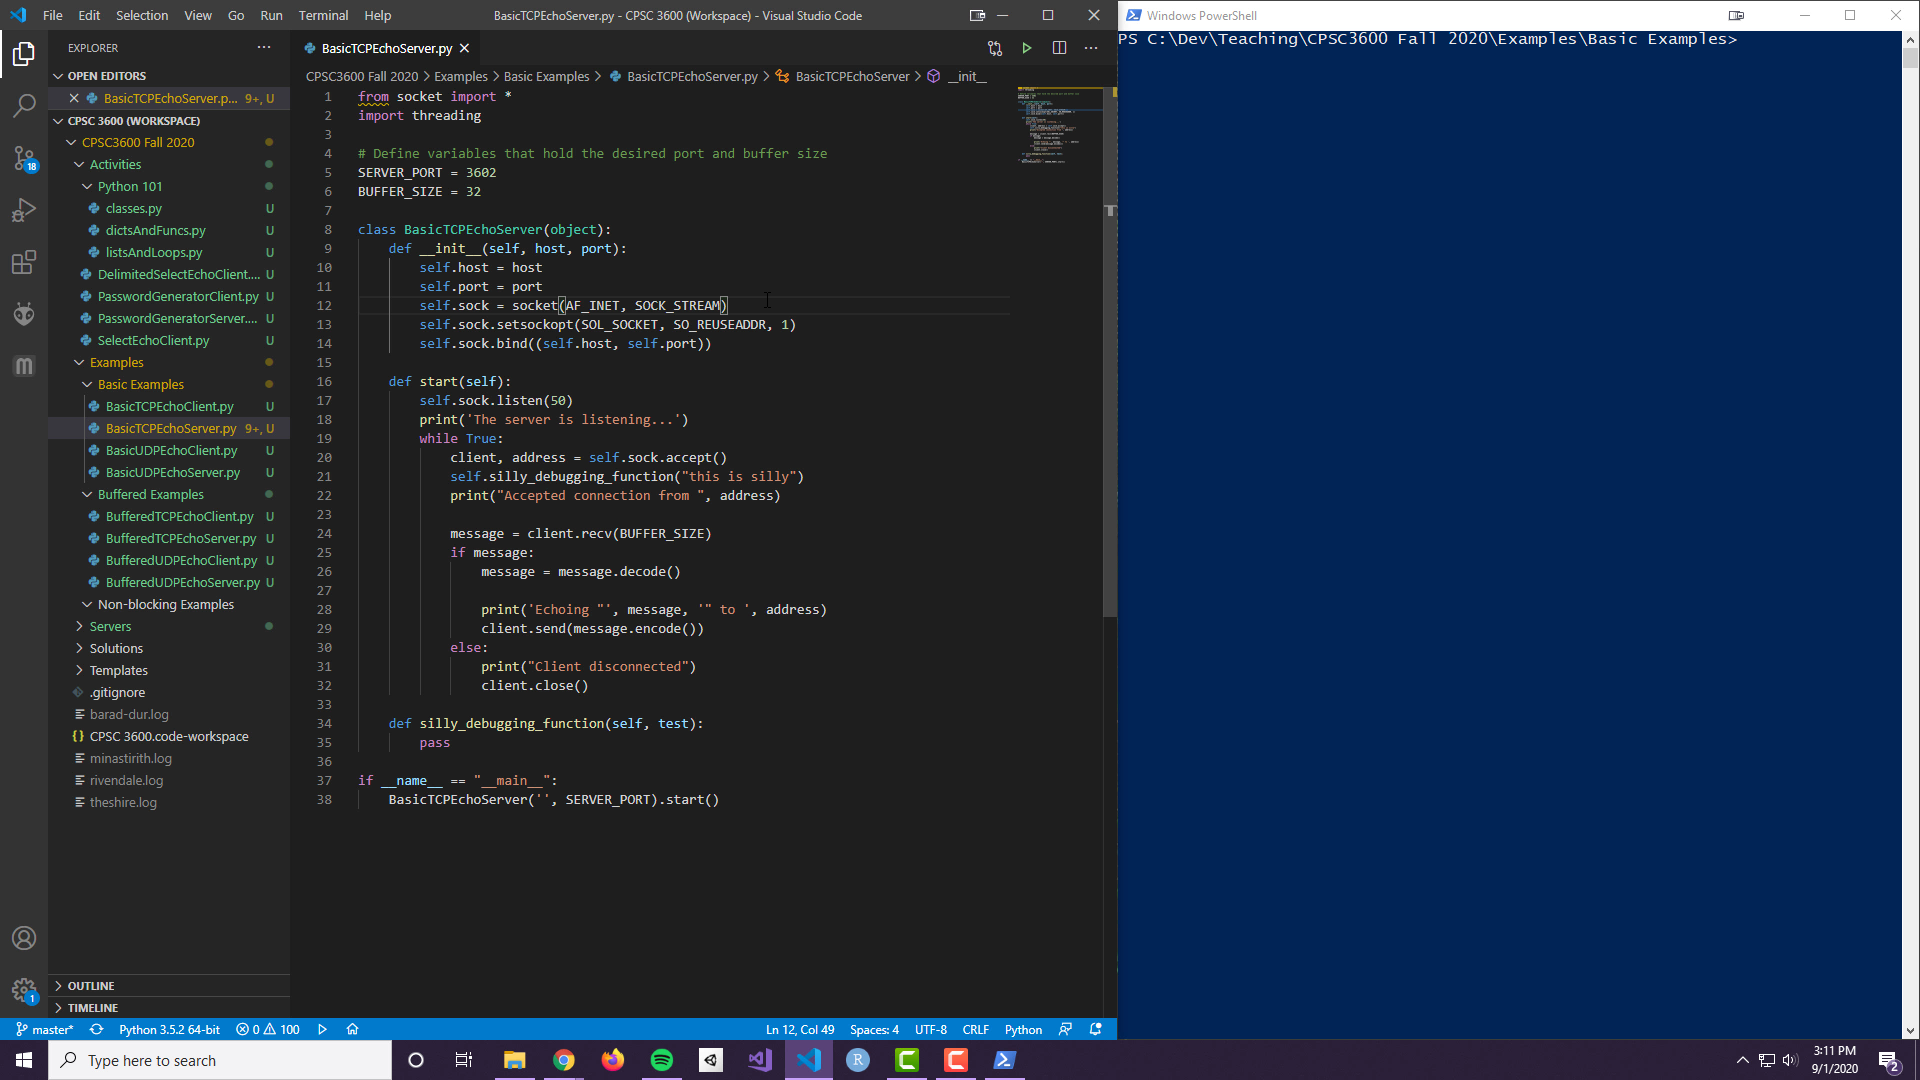 File Edit Selection View Go Run Terminal Help
BasicTCPEchoServer.py - CPSC 3600 (Workspace) - Visual Studio Code
EXPLORER
OPEN EDITORS
BasicTCPEchoServer.p... 9+, U
CPSC 3600 (WORKSPACE)
CPSC3600 Fall 2020
Activities
Python 101
classes.py U
dictsAndFuncs.py U
listsAndLoops.py U
DelimitedSelectEchoClient.... U
PasswordGeneratorClient.py U
PasswordGeneratorServer.... U
SelectEchoClient.py U
Examples
Basic Examples
BasicTCPEchoClient.py U
BasicTCPEchoServer.py 9+, U
BasicUDPEchoClient.py U
BasicUDPEchoServer.py U
Buffered Examples
BufferedTCPEchoClient.py U
BufferedTCPEchoServer.py U
BufferedUDPEchoClient.py U
BufferedUDPEchoServer.py U
Non-blocking Examples
Servers
Solutions
Templates
.gitignore
barad-dur.log
{} CPSC 3600.code-workspace
minastirith.log
rivendale.log
theshire.log
OUTLINE
TIMELINE
18
1
BasicTCPEchoServer.py
CPSC3600 Fall 2020 > Examples > Basic Examples > BasicTCPEchoServer.py > BasicTCPEchoServer > __init__
1 from socket import *
2 import threading
3
4 # Define variables that hold the desired port and buffer size
5 SERVER_PORT = 3602
6 BUFFER_SIZE = 32
7
8 class BasicTCPEchoServer(object):
9 def __init__(self, host, port):
10 self.host = host
11 self.port = port
12 self.sock = socket(AF_INET, SOCK_STREAM)
13 self.sock.setsockopt(SOL_SOCKET, SO_REUSEADDR, 1)
14 self.sock.bind((self.host, self.port))
15
16 def start(self):
17 self.sock.listen(50)
18 print('The server is listening...')
19 while True:
20 client, address = self.sock.accept()
21 self.silly_debugging_function("this is silly")
22 print("Accepted connection from ", address)
23
24 message = client.recv(BUFFER_SIZE)
25 if message:
26 message = message.decode()
27
28 print('Echoing "', message, '" to ', address)
29 client.send(message.encode())
30 else:
31 print("Client disconnected")
32 client.close()
33
34 def silly_debugging_function(self, test):
35 pass
36
37 if __name__ == "__main__":
38 BasicTCPEchoServer('', SERVER_PORT).start()
master* Python 3.5.2 64-bit 0 100
Ln 12, Col 49 Spaces: 4 UTF-8 CRLF Python
Windows PowerShell
PS C:\Dev\Teaching\CPSC3600 Fall 2020\Examples\Basic Examples>
Type here to search
R
3:11 PM
9/1/2020
2